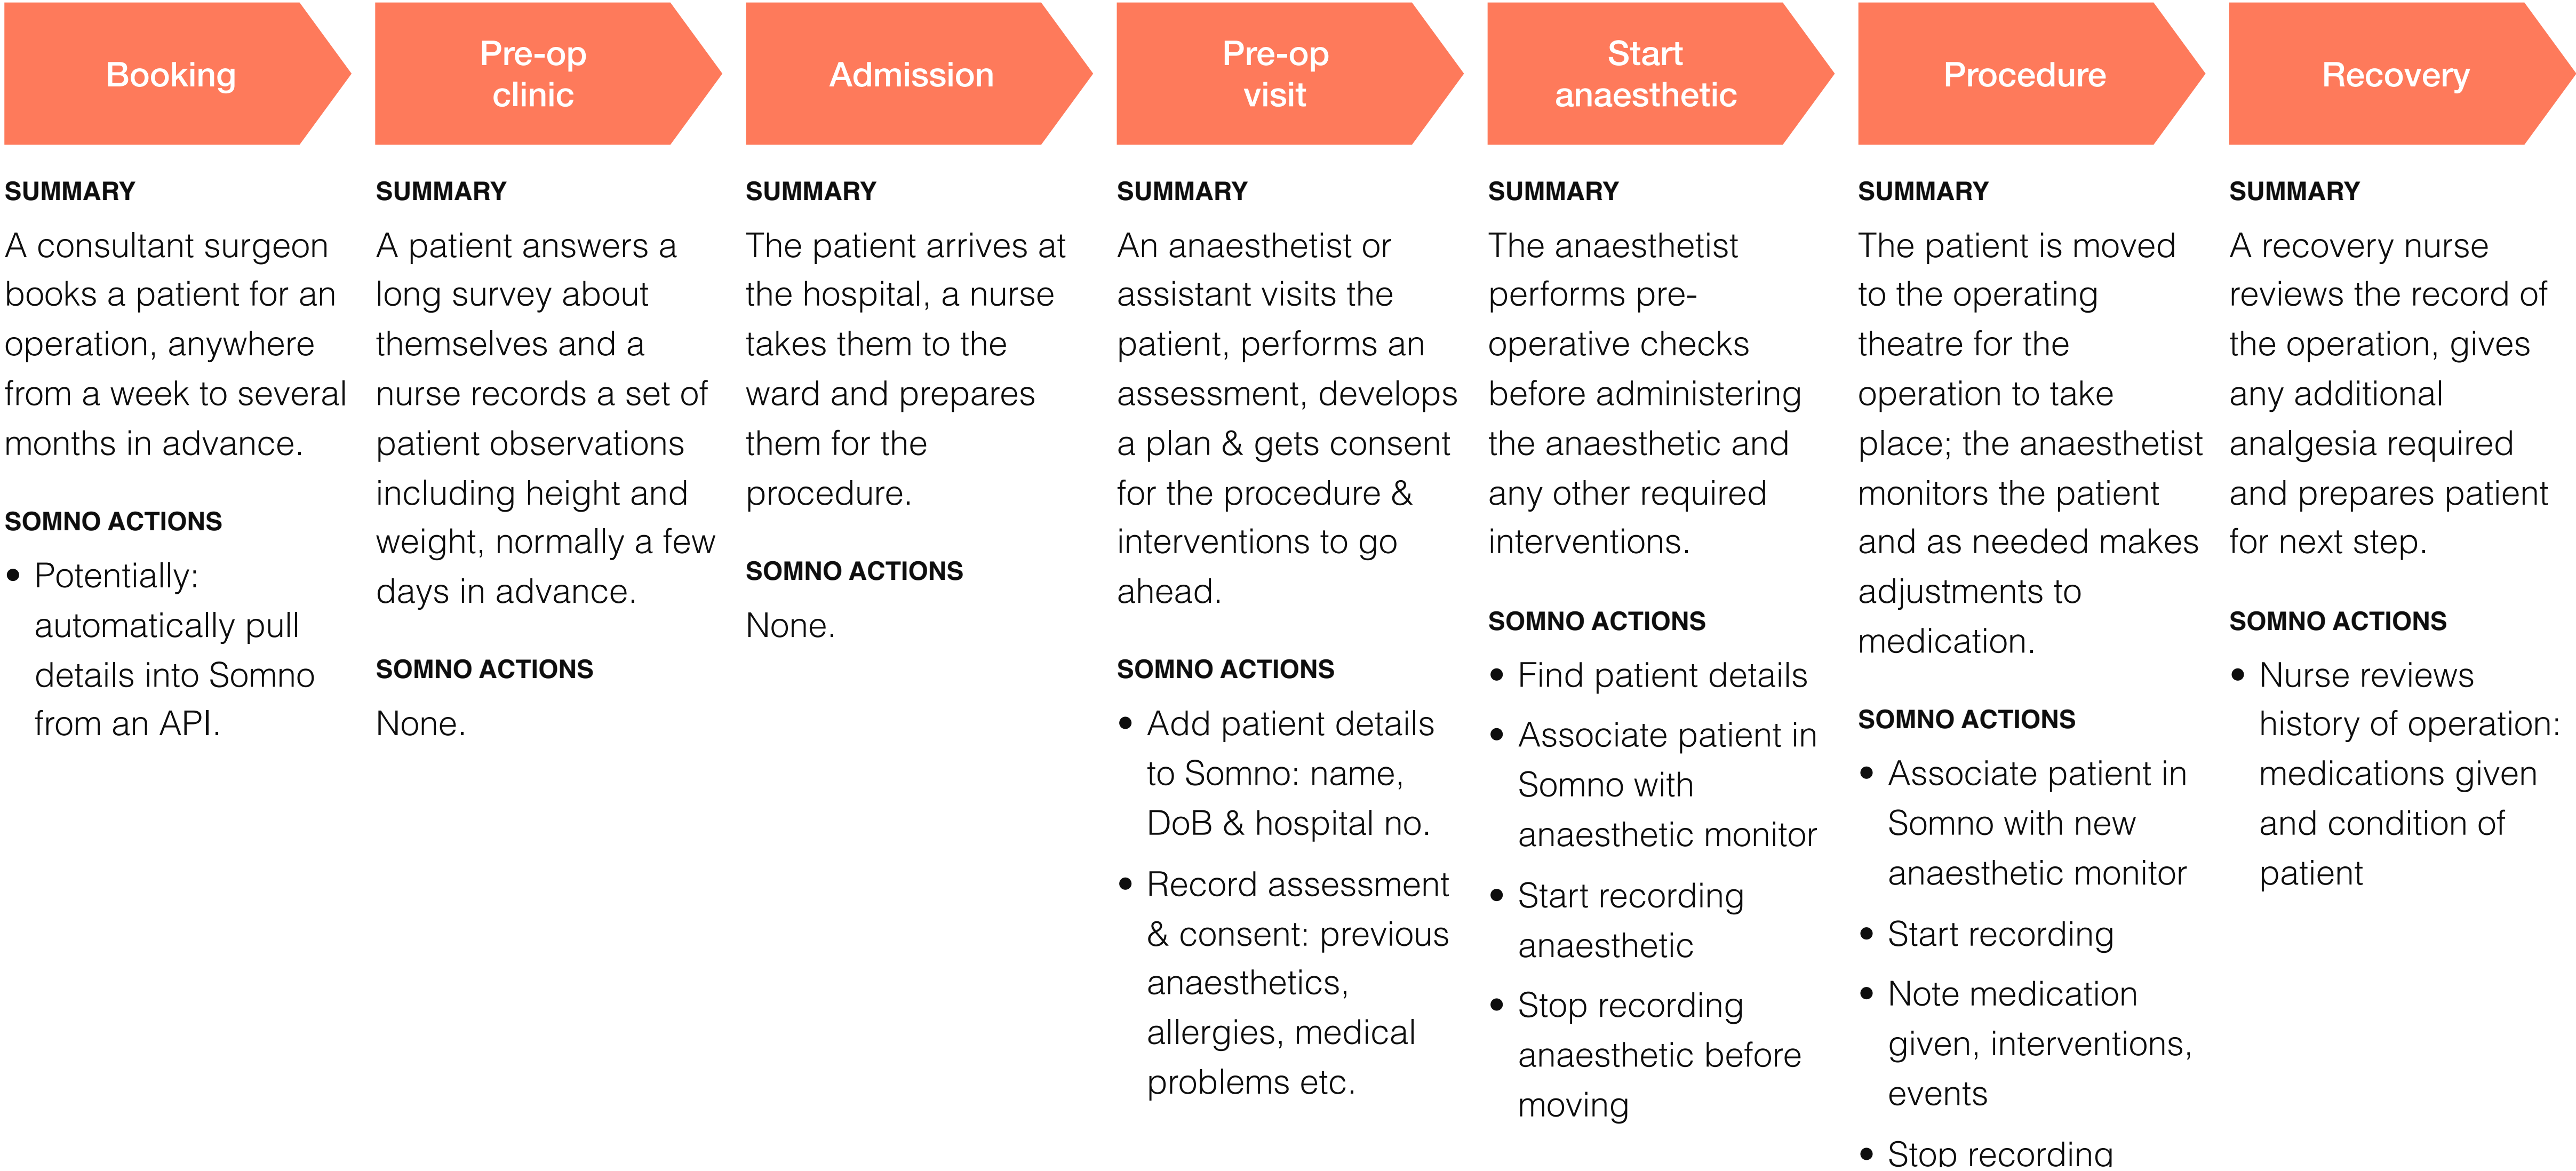 Booking
SUMMARY
A consultant surgeon
books a patient for an
operation, anywhere
from a week to several
months in advance.
SOMNO ACTIONS
• Potentially:
automatically pull
details into Somno
from an API.
Pre-op
clinic
SUMMARY
A patient answers a
long survey about
themselves and a
nurse records a set of
patient observations
including height and
weight, normally a few
days in advance.
SOMNO ACTIONS
None.
Admission
SUMMARY
The patient arrives at
the hospital, a nurse
takes them to the
ward and prepares
them for the
procedure.
SOMNO ACTIONS
None.
Pre-op
visit
SUMMARY
An anaesthetist or
assistant visits the
patient, performs an
assessment, develops
a plan & gets consent
for the procedure &
interventions to go
ahead.
SOMNO ACTIONS
• Add patient details
to Somno: name,
DoB & hospital no.
• Record assessment
& consent: previous
anaesthetics,
allergies, medical
problems etc.
Start
anaesthetic
SUMMARY
The anaesthetist
performs pre-
operative checks
before administering
the anaesthetic and
any other required
interventions.
SOMNO ACTIONS
• Find patient details
• Associate patient in
Somno with
anaesthetic monitor
• Start recording
anaesthetic
• Stop recording
anaesthetic before
moving
Procedure
SUMMARY
The patient is moved
to the operating
theatre for the
operation to take
place; the anaesthetist
monitors the patient
and as needed makes
adjustments to
medication.
SOMNO ACTIONS
• Associate patient in
Somno with new
anaesthetic monitor
• Start recording
• Note medication
given, interventions,
events
• Stop recording
Recovery
SUMMARY
A recovery nurse
reviews the record of
the operation, gives
any additional
analgesia required
and prepares patient
for next step.
SOMNO ACTIONS
• Nurse reviews
history of operation:
medications given
and condition of
patient